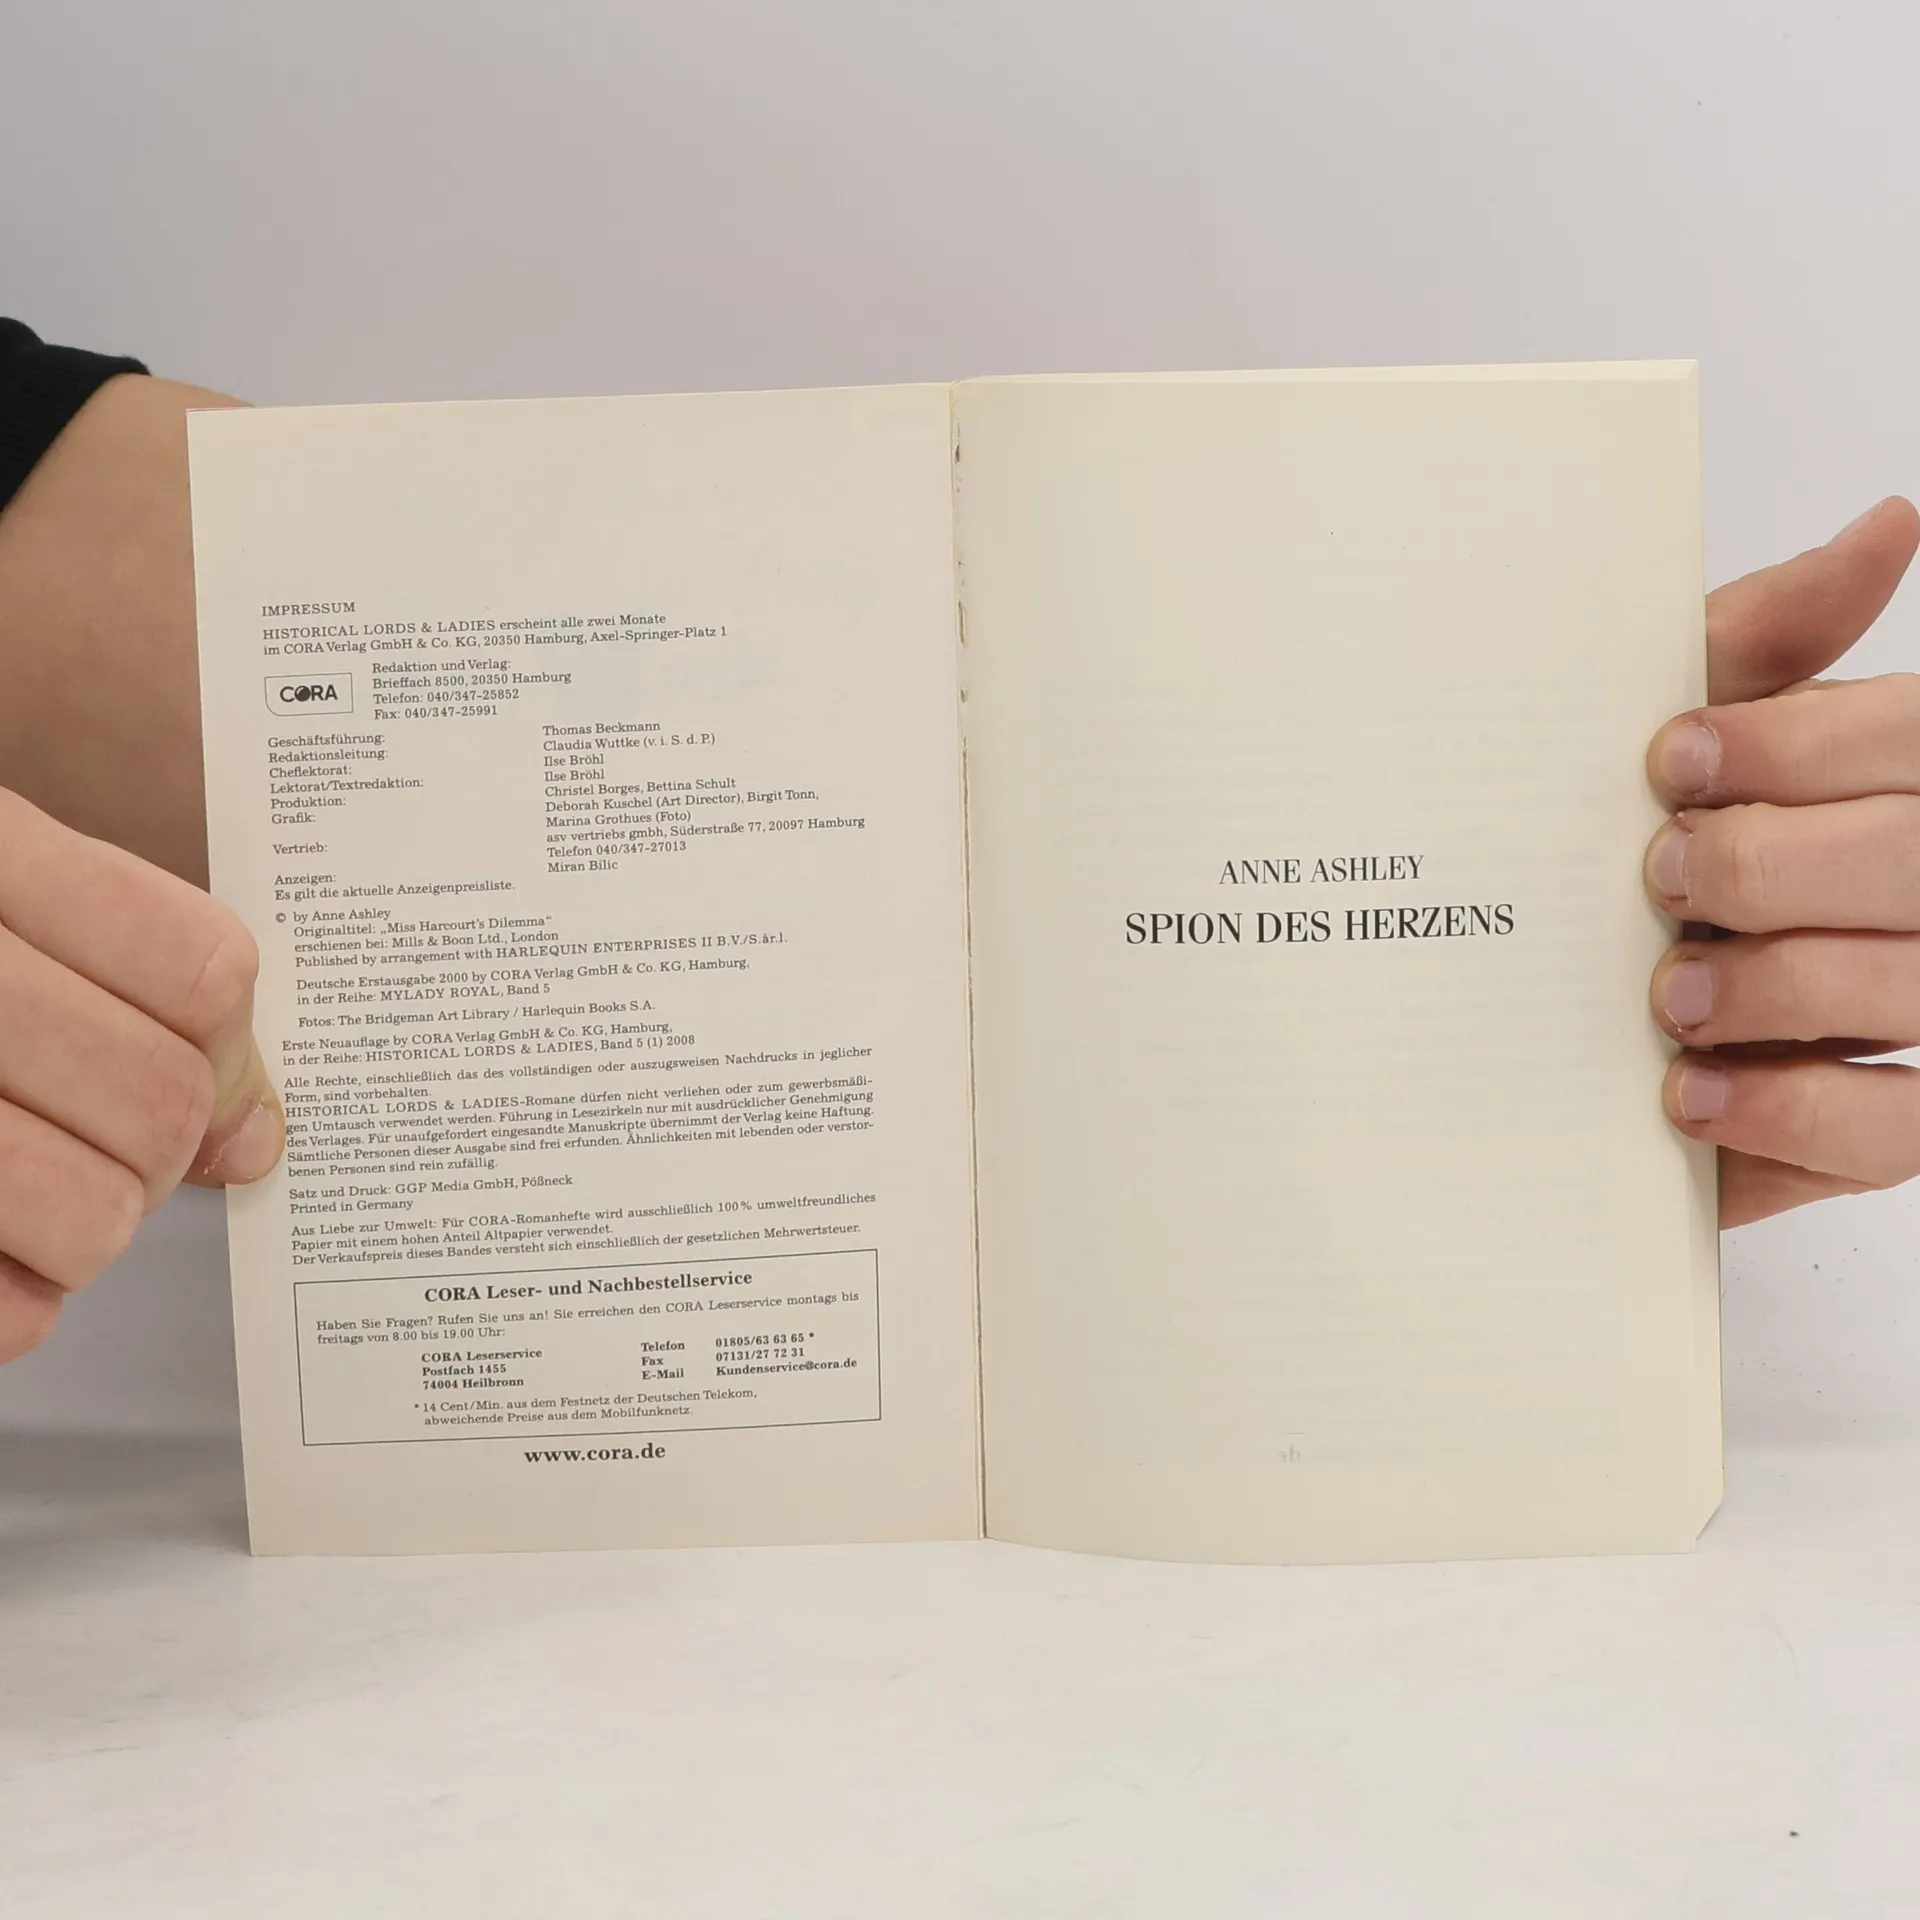 IMPRESSUM
HISTORICAL LORDS & LADIES erscheint alle zwei Monate
im CORA Verlag GmbH & Co. KG, 20350 Hamburg, Axel-Springer-Platz 1
CORA
Redaktion und Verlag:
Brieffach 8500, 20350 Hamburg
Telefon: 040/347-25852
Fax: 040/347-25991
Geschäftsführung:
Redaktionsleitung:
Cheflektorat:
Lektorat/Textredaktion:
Produktion:
Grafik:
Vertrieb:
Anzeigen:
Thomas Beckmann
Claudia Wuttke (v. i. S. d. P.)
Ilse Bröhl
Ilse Bröhl
Christel Borges, Bettina Schult
Deborah Kuschel (Art Director), Birgit Tonn,
Marina Grothues (Foto)
asv vertriebs gmbh, Süderstraße 77, 20097 Hamburg
Telefon 040/347-27013
Miran Bilic
Es gilt die aktuelle Anzeigenpreisliste.
© by Anne Ashley
Originaltitel: „Miss Harcourt's Dilemma“
erschienen bei: Mills & Boon Ltd., London
Published by arrangement with HARLEQUIN ENTERPRISES II B.V./S.àr.l.
Deutsche Erstausgabe 2000 by CORA Verlag GmbH & Co. KG, Hamburg,
in der Reihe: MYLADY ROYAL, Band 5
Fotos: The Bridgeman Art Library / Harlequin Books S.A.
Erste Neuauflage by CORA Verlag GmbH & Co. KG, Hamburg,
in der Reihe: HISTORICAL LORDS & LADIES, Band 5 (1) 2008
Alle Rechte, einschließlich das des vollständigen oder auszugsweisen Nachdrucks in jeglicher
Form, sind vorbehalten.
HISTORICAL LORDS & LADIES-Romane dürfen nicht verliehen oder zum gewerbsmäßi-
gen Umtausch verwendet werden. Führung in Lesezirkeln nur mit ausdrücklicher Genehmigung
des Verlages. Für unaufgefordert eingesandte Manuskripte übernimmt der Verlag keine Haftung.
Sämtliche Personen dieser Ausgabe sind frei erfunden. Ähnlichkeiten mit lebenden oder verstor-
benen Personen sind rein zufällig.
Satz und Druck: GGP Media GmbH, Pößneck
Printed in Germany
Aus Liebe zur Umwelt: Für CORA-Romanhefte wird ausschließlich 100% umweltfreundliches
Papier mit einem hohen Anteil Altpapier verwendet.
Der Verkaufspreis dieses Bandes versteht sich einschließlich der gesetzlichen Mehrwertsteuer.
CORA Leser- und Nachbestellservice
Haben Sie Fragen? Rufen Sie uns an! Sie erreichen den CORA Leserservice montags bis
freitags von 8.00 bis 19.00 Uhr:
CORA Leserservice
Postfach 1455
74004 Heilbronn
Telefon 01805/63 63 65 *
Fax 07131/27 72 31
E-Mail Kundenservice@cora.de
* 14 Cent/Min. aus dem Festnetz der Deutschen Telekom,
abweichende Preise aus dem Mobilfunknetz.
www.cora.de
ANNE ASHLEY
SPION DES HERZENS